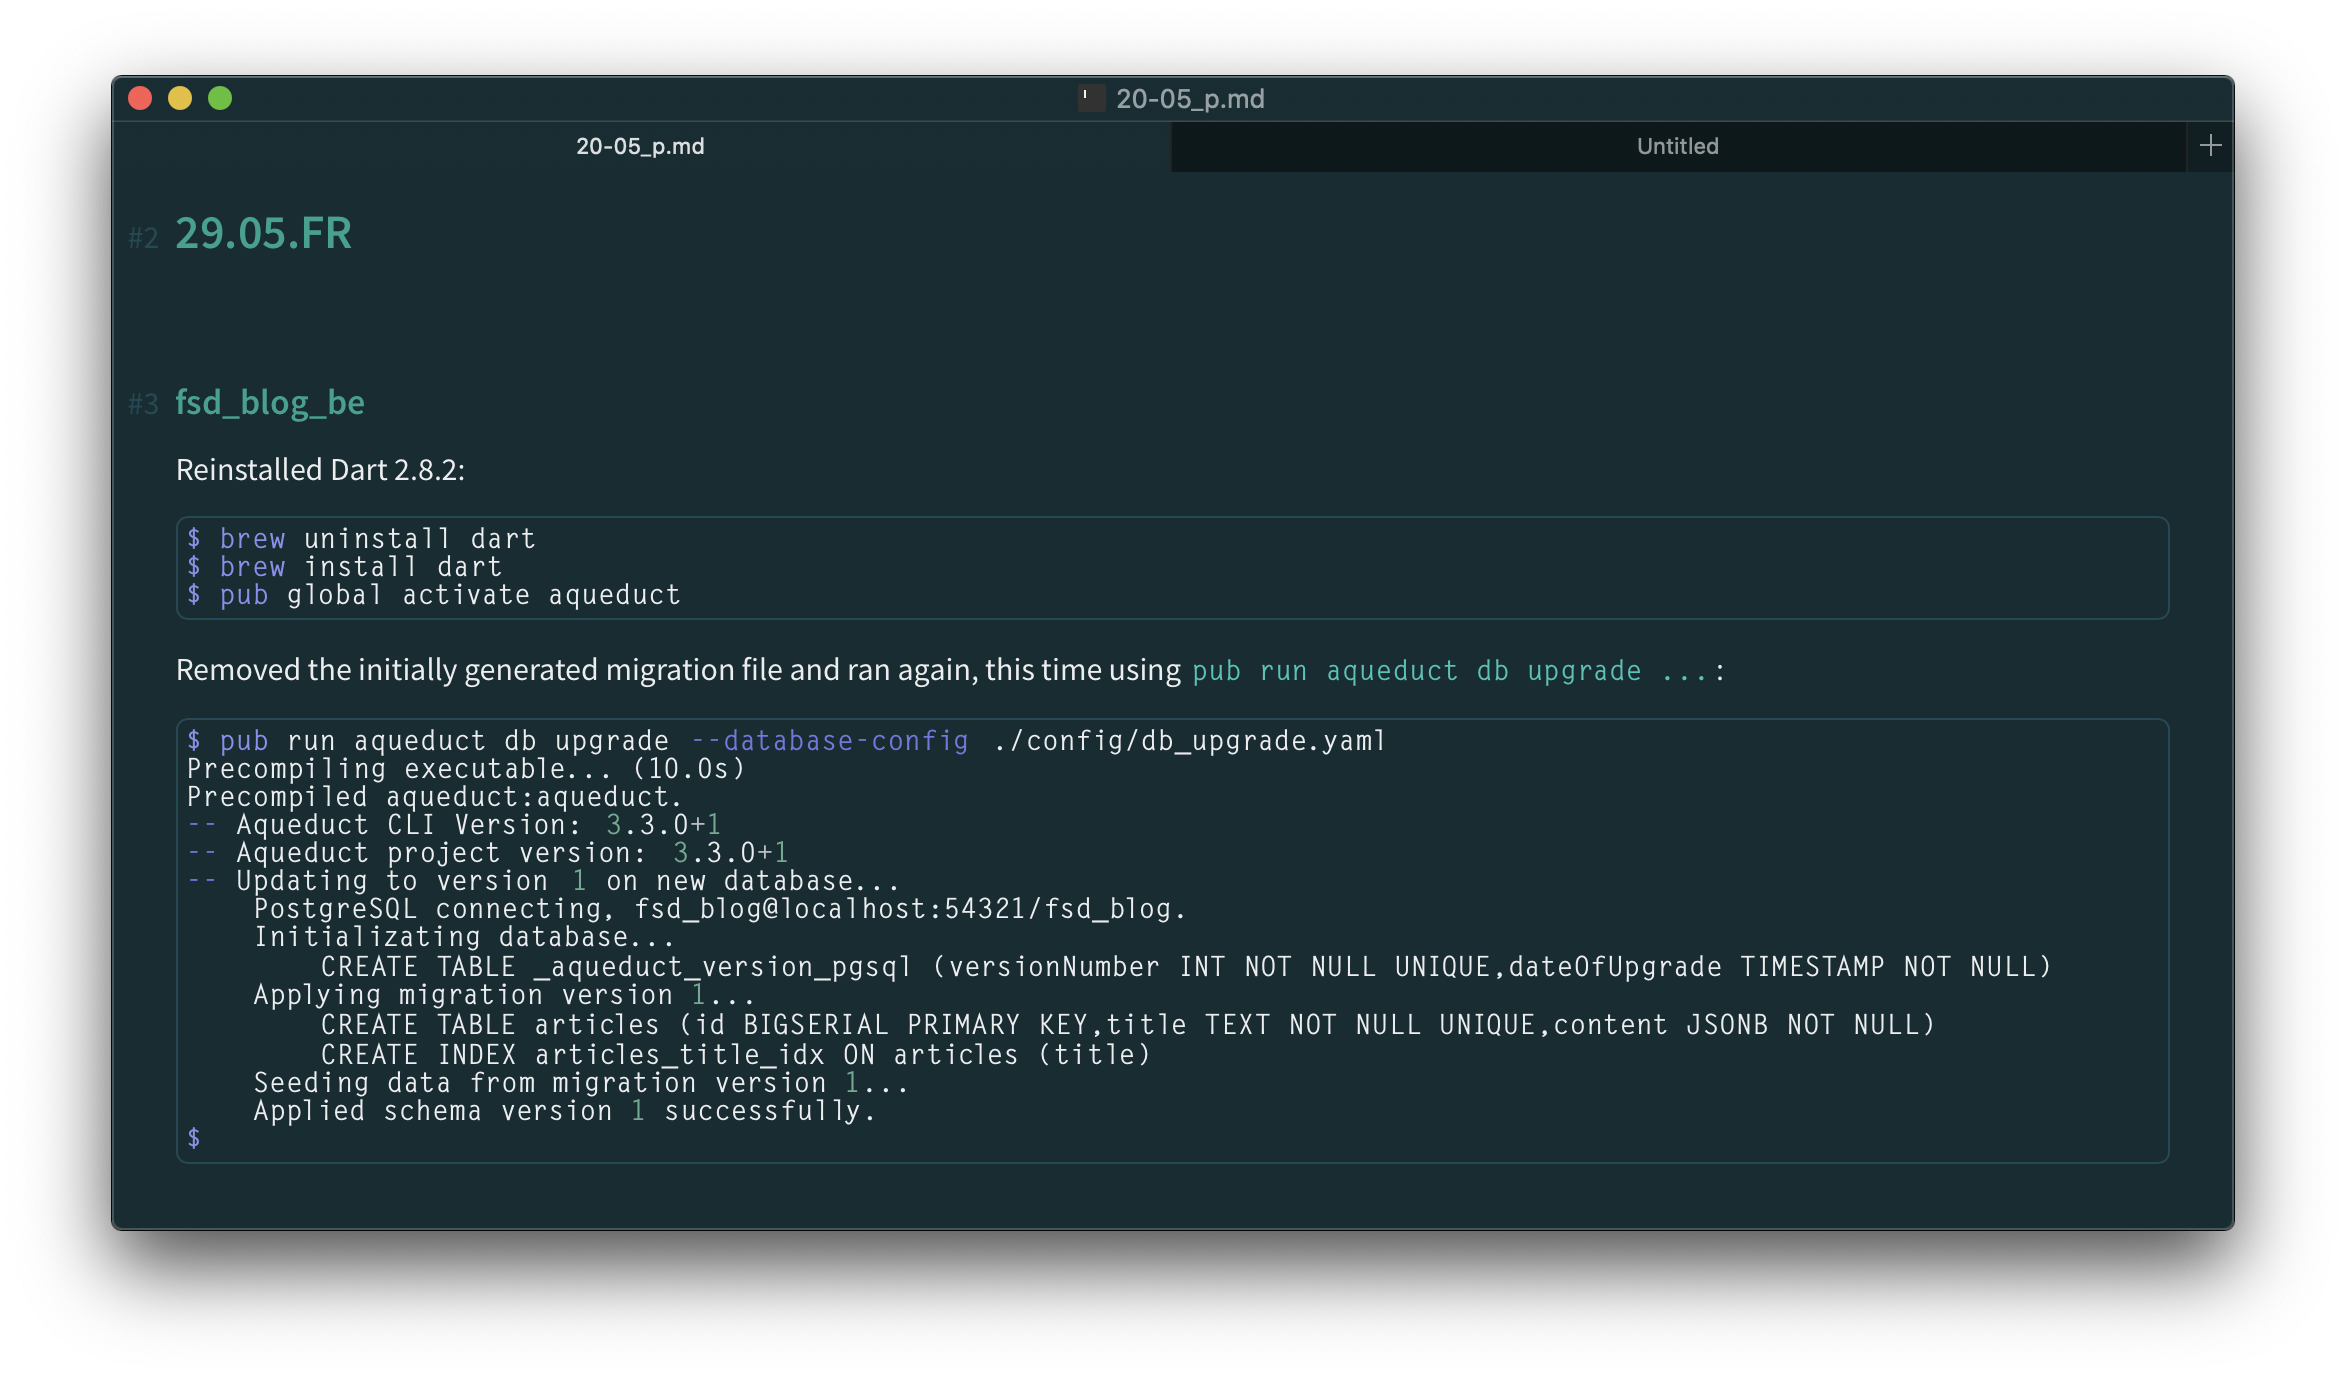 20-05_p.md
20-05_p.md
Untitled
#2 29.05.FR
#3 fsd_blog_be
Reinstalled Dart 2.8.2:
$ brew uninstall dart
$ brew install dart
$ pub global activate aqueduct
Removed the initially generated migration file and ran again, this time using pub run aqueduct db upgrade ...:
$ pub run aqueduct db upgrade --database-config ./config/db_upgrade.yaml
Precompiling executable... (10.0s)
Precompiled aqueduct:aqueduct.
-- Aqueduct CLI Version: 3.3.0+1
-- Aqueduct project version: 3.3.0+1
-- Updating to version 1 on new database...
PostgreSQL connecting, fsd_blog@localhost:54321/fsd_blog.
Initializating database...
CREATE TABLE _aqueduct_version_pgsql (versionNumber INT NOT NULL UNIQUE,dateOfUpgrade TIMESTAMP NOT NULL)
Applying migration version 1...
CREATE TABLE articles (id BIGSERIAL PRIMARY KEY,title TEXT NOT NULL UNIQUE,content JSONB NOT NULL)
CREATE INDEX articles_title_idx ON articles (title)
Seeding data from migration version 1...
Applied schema version 1 successfully.
$